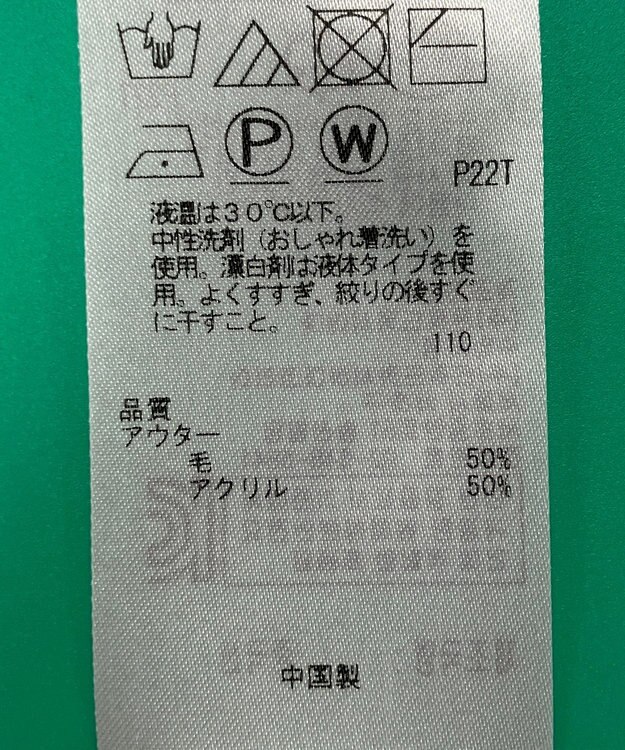 P W
P22T
液温は30℃以下。
中性洗剤(おしゃれ着洗い)を
使用。漂白剤は液体タイプを使
用。よくすすぎ、絞りの後すぐ
に干すこと。
110
品質
アウター
毛 50%
アクリル 50%
中国製